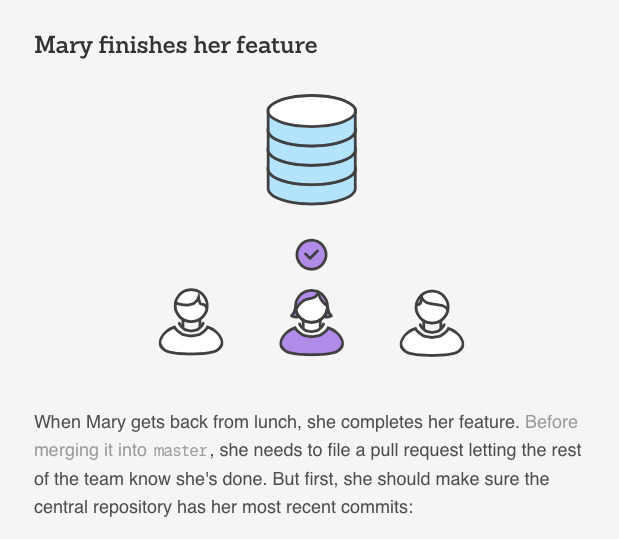 Mary finishes her feature
When Mary gets back from lunch, she completes her feature. Before
merging it into master, she needs to file a pull request letting the rest
of the team know she's done. But first, she should make sure the
central repository has her most recent commits: